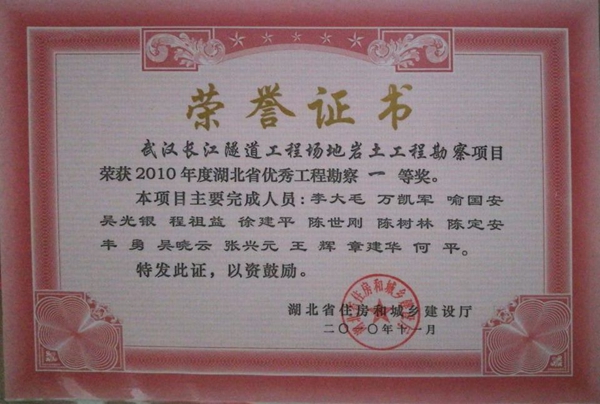 荣誉证书
武汉长江隧道工程场地岩土工程勘察项目
荣获2010年度湖北省优秀工程勘察 一 等奖。
本项目主要完成人员:李大毛 万凯军 喻国安
吴光银 程祖益 徐建平 陈世刚 陈树林 陈定安
丰 勇 吴晓云 张兴元 王 辉 章建华 何 平。
特发此证，以资鼓励。
湖北省住房和城乡建设厅
二〇一〇年十一月